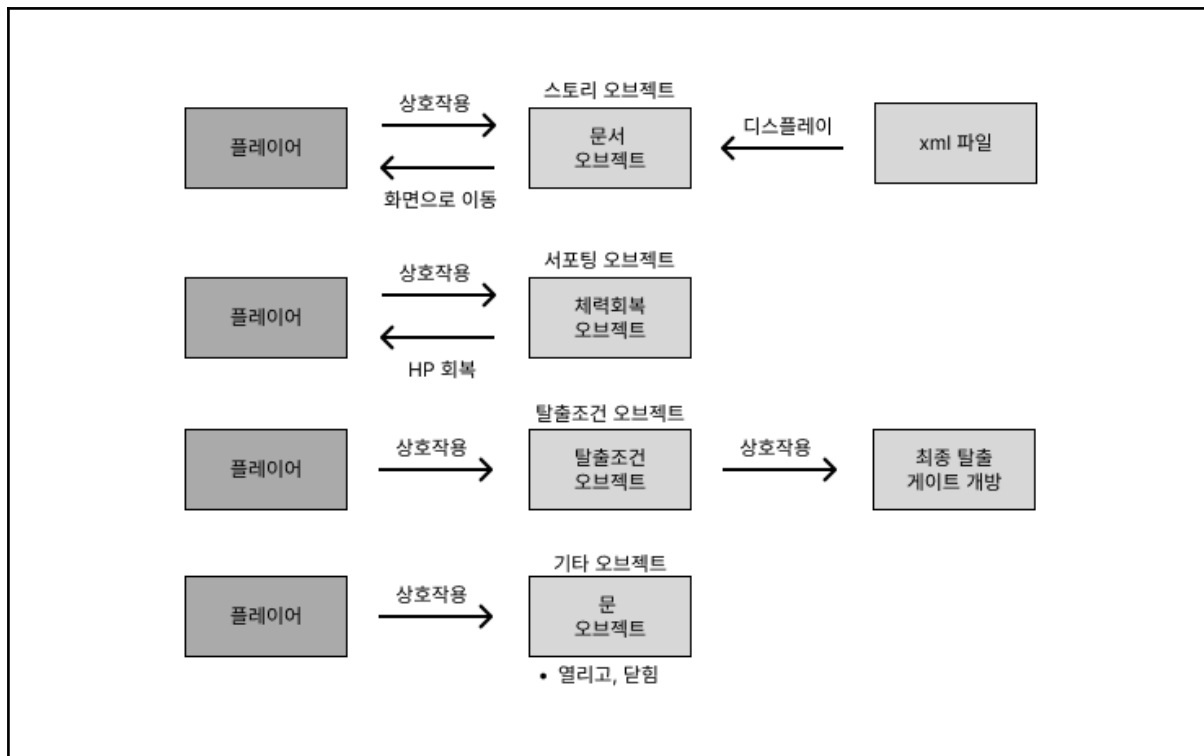 스토리 오브젝트
상호작용
디스플레이
플레이어
문서
오브젝트
xml 파일
화면으로 이동
서포팅 오브젝트
상호작용
플레이어
체력회복
오브젝트
HP 회복
탈출조건 오브젝트
상호작용
상호작용
플레이어
탈출조건
오브젝트
최종 탈출
게이트 개방
기타 오브젝트
상호작용
플레이어
문
오브젝트
• 열리고, 닫힘